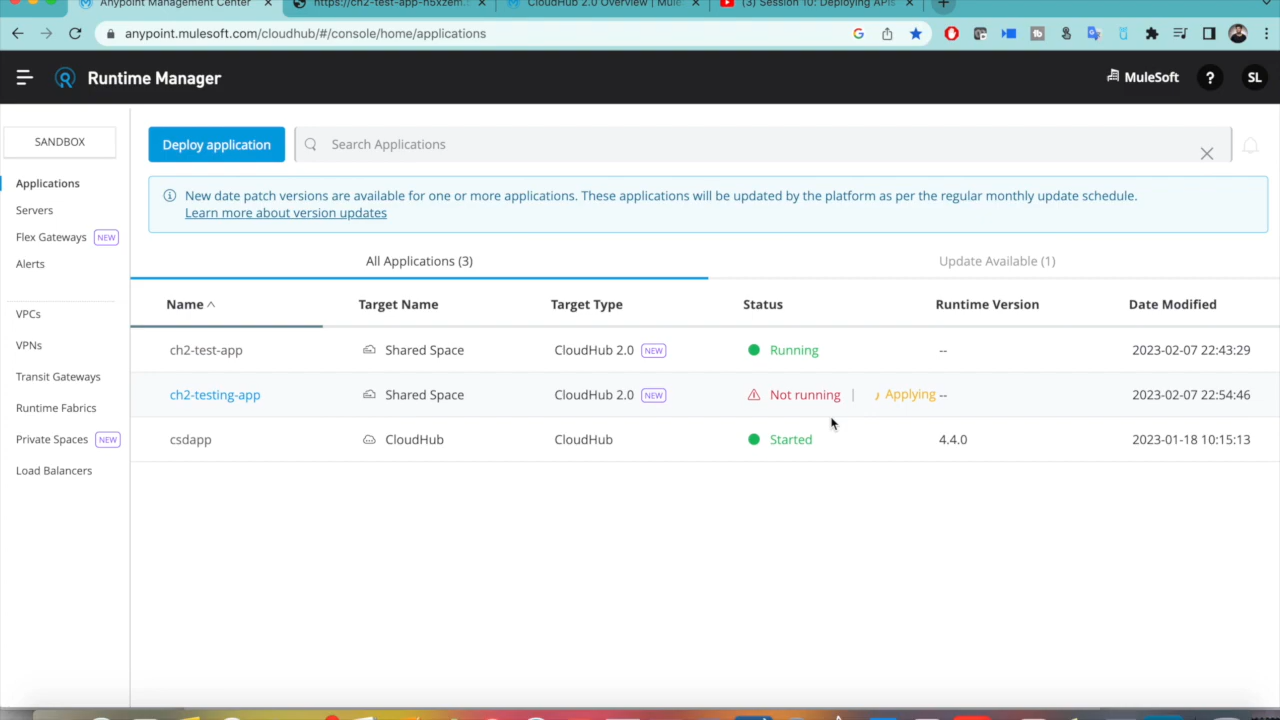 Anypoint Management Center
https://ch2-test-app-h5xzem.
CloudHub 2.0 Overview | Mule
(3) Session 10: Deploying APIs
anypoint.mulesoft.com/cloudhub/#/console/home/applications
Runtime Manager
MuleSoft
?
SL
SANDBOX
Applications
Servers
Flex Gateways NEW
Alerts
VPCs
VPNs
Transit Gateways
Runtime Fabrics
Private Spaces NEW
Load Balancers
Deploy application
Search Applications
New date patch versions are available for one or more applications. These applications will be updated by the platform as per the regular monthly update schedule.
Learn more about version updates
All Applications (3)
Update Available (1)
Name Target Name Target Type Status Runtime Version Date Modified
ch2-test-app Shared Space CloudHub 2.0 NEW Running -- 2023-02-07 22:43:29
ch2-testing-app Shared Space CloudHub 2.0 NEW Not running | Applying -- 2023-02-07 22:54:46
csdapp CloudHub CloudHub Started 4.4.0 2023-01-18 10:15:13